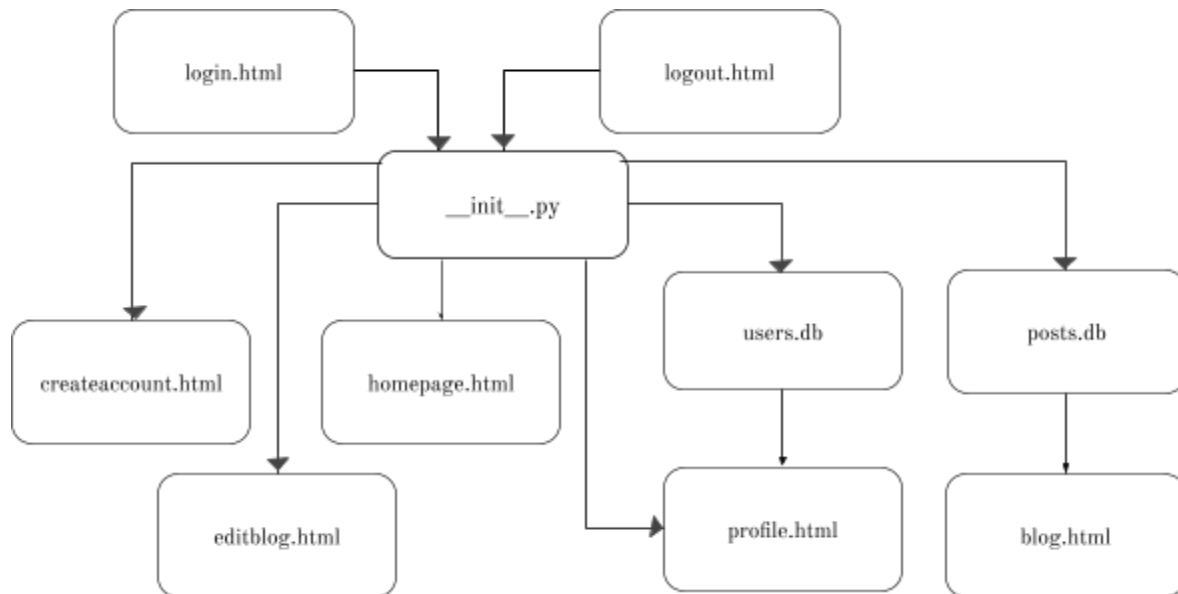 login.html
logout.html
__init__.py
users.db
posts.db
createaccount.html
homepage.html
editblog.html
profile.html
blog.html